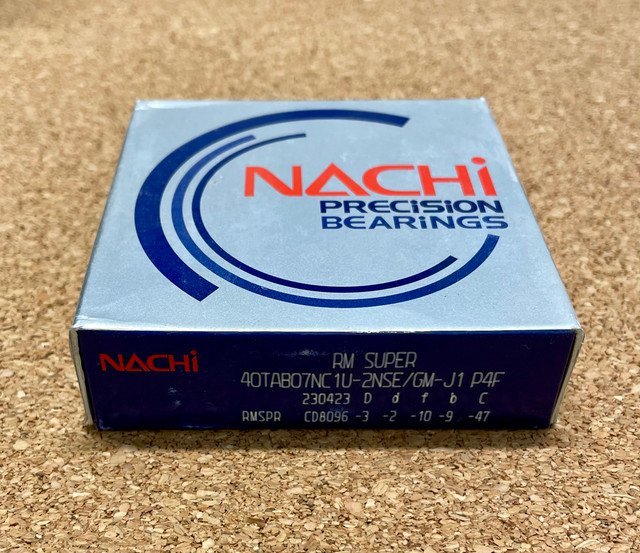 NACHi
PRECiSiON
BEARiNGS
NACHi
RM SUPER
40TAB07NC1U-2NSE/GM-J1 P4F
230423 D d f b C
RMSPR CD8096 -3 -2 -10 -9 -47